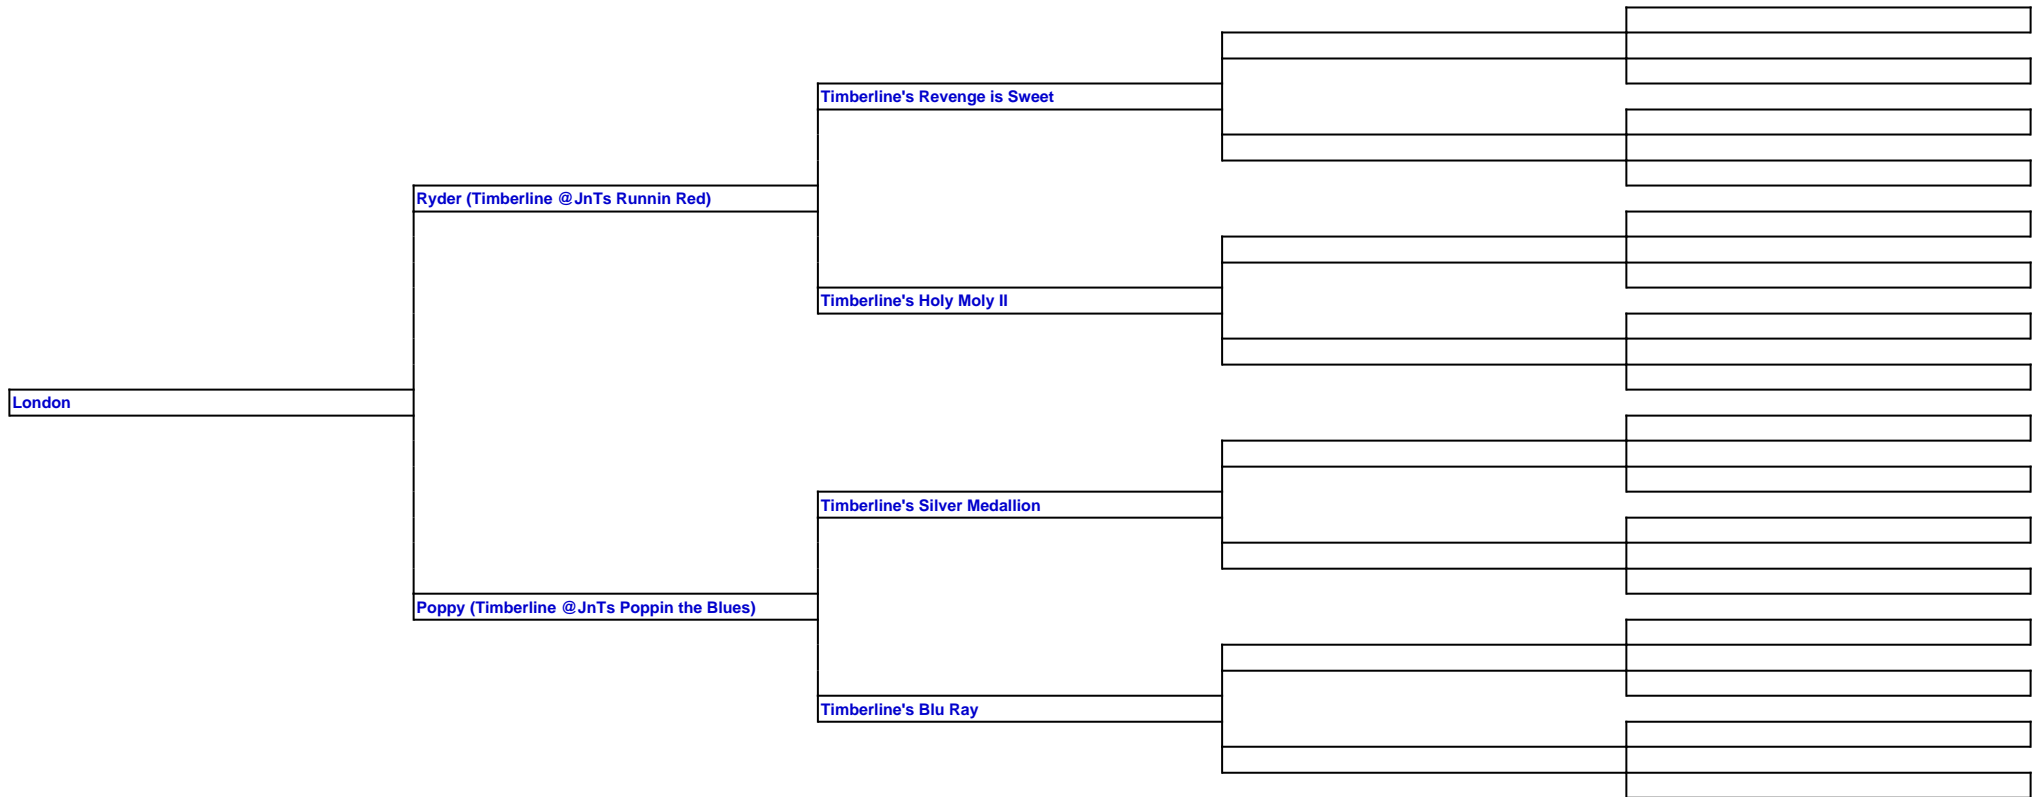 Timberline's Revenge is Sweet
Ryder (Timberline @JnTs Runnin Red)
Timberline's Holy Moly II
London
Timberline's Silver Medallion
Poppy (Timberline @JnTs Poppin the Blues)
Timberline's Blu Ray